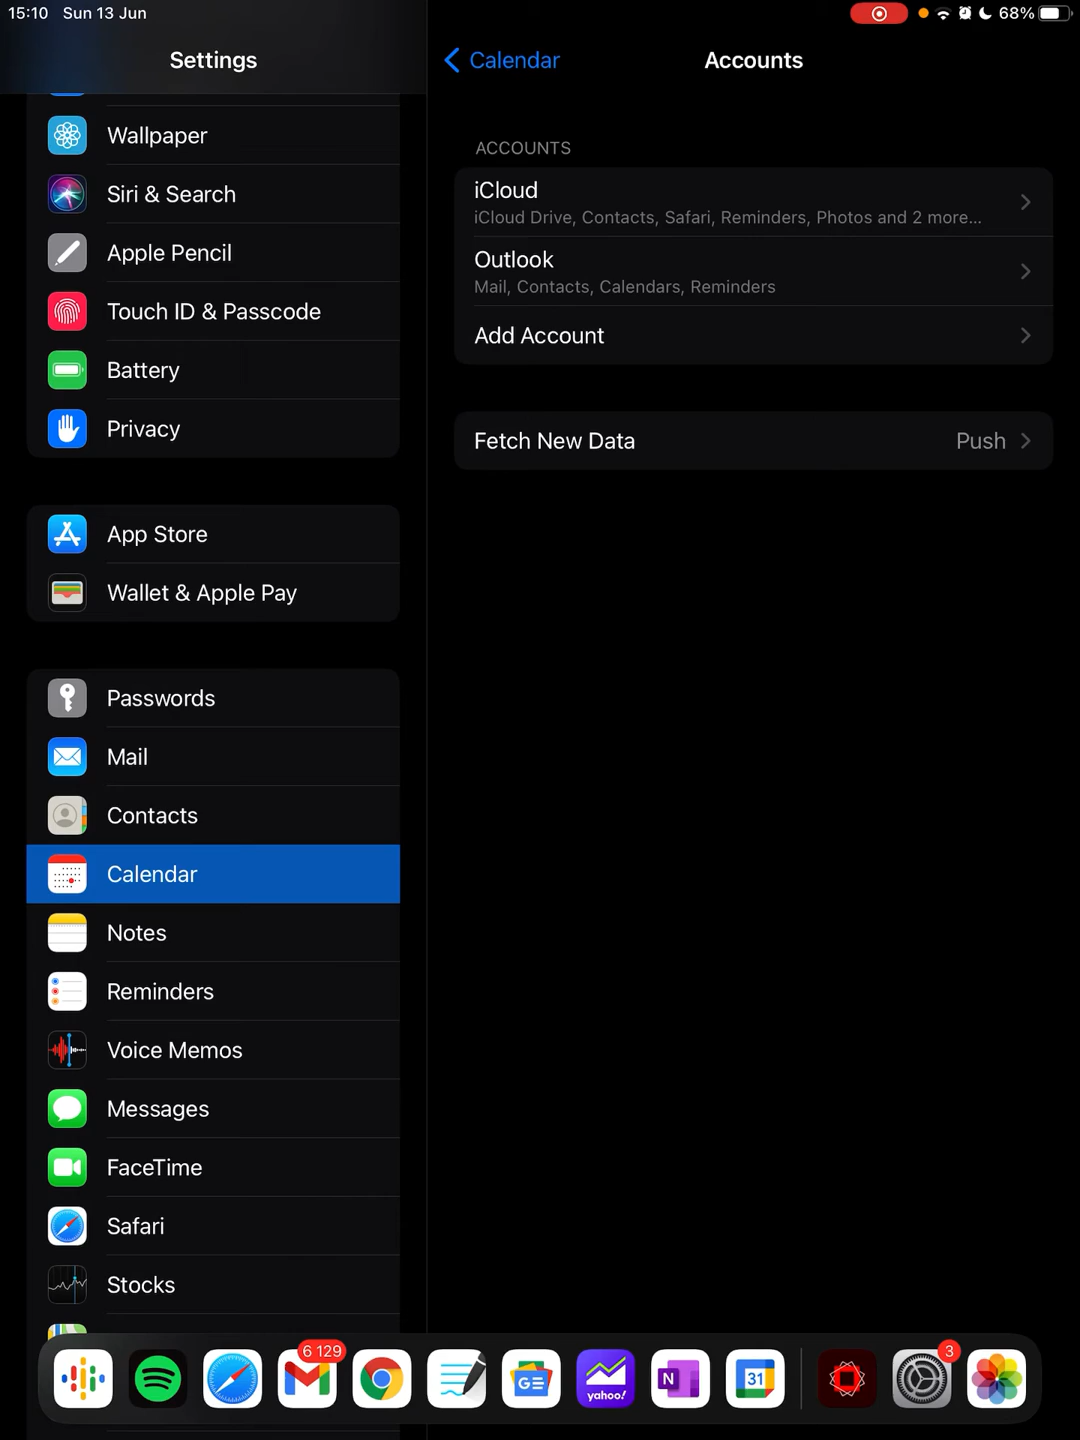 15:10 Sun 13 Jun
68%
Settings
Wallpaper
Siri & Search
Apple Pencil
Touch ID & Passcode
Battery
Privacy
App Store
Wallet & Apple Pay
Passwords
Mail
Contacts
Calendar
Notes
Reminders
Voice Memos
Messages
FaceTime
Safari
Stocks
Calendar
Accounts
ACCOUNTS
iCloud
iCloud Drive, Contacts, Safari, Reminders, Photos and 2 more...
Outlook
Mail, Contacts, Calendars, Reminders
Add Account
Fetch New Data Push
6 129
3
GE
yahoo!
N
31